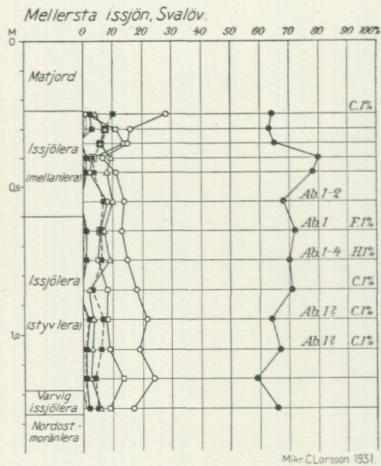 Mellersta issjön, Svalöv.
M 0 10 20 30 40 50 60 70 80 90 100%
0
Matjord
C.1%
Issjölera
(mellanlera)
0,5
Ab.1-2
Ab.1 F.1%
Ab.1-4 H.1%
Issjölera
C.1%
(styv lera)
Ab.1? C.1%
1,0
Ab.1? C.1%
Varvig
issjölera
Nordost-
moränlera
Mikr. C Larsson 1931.